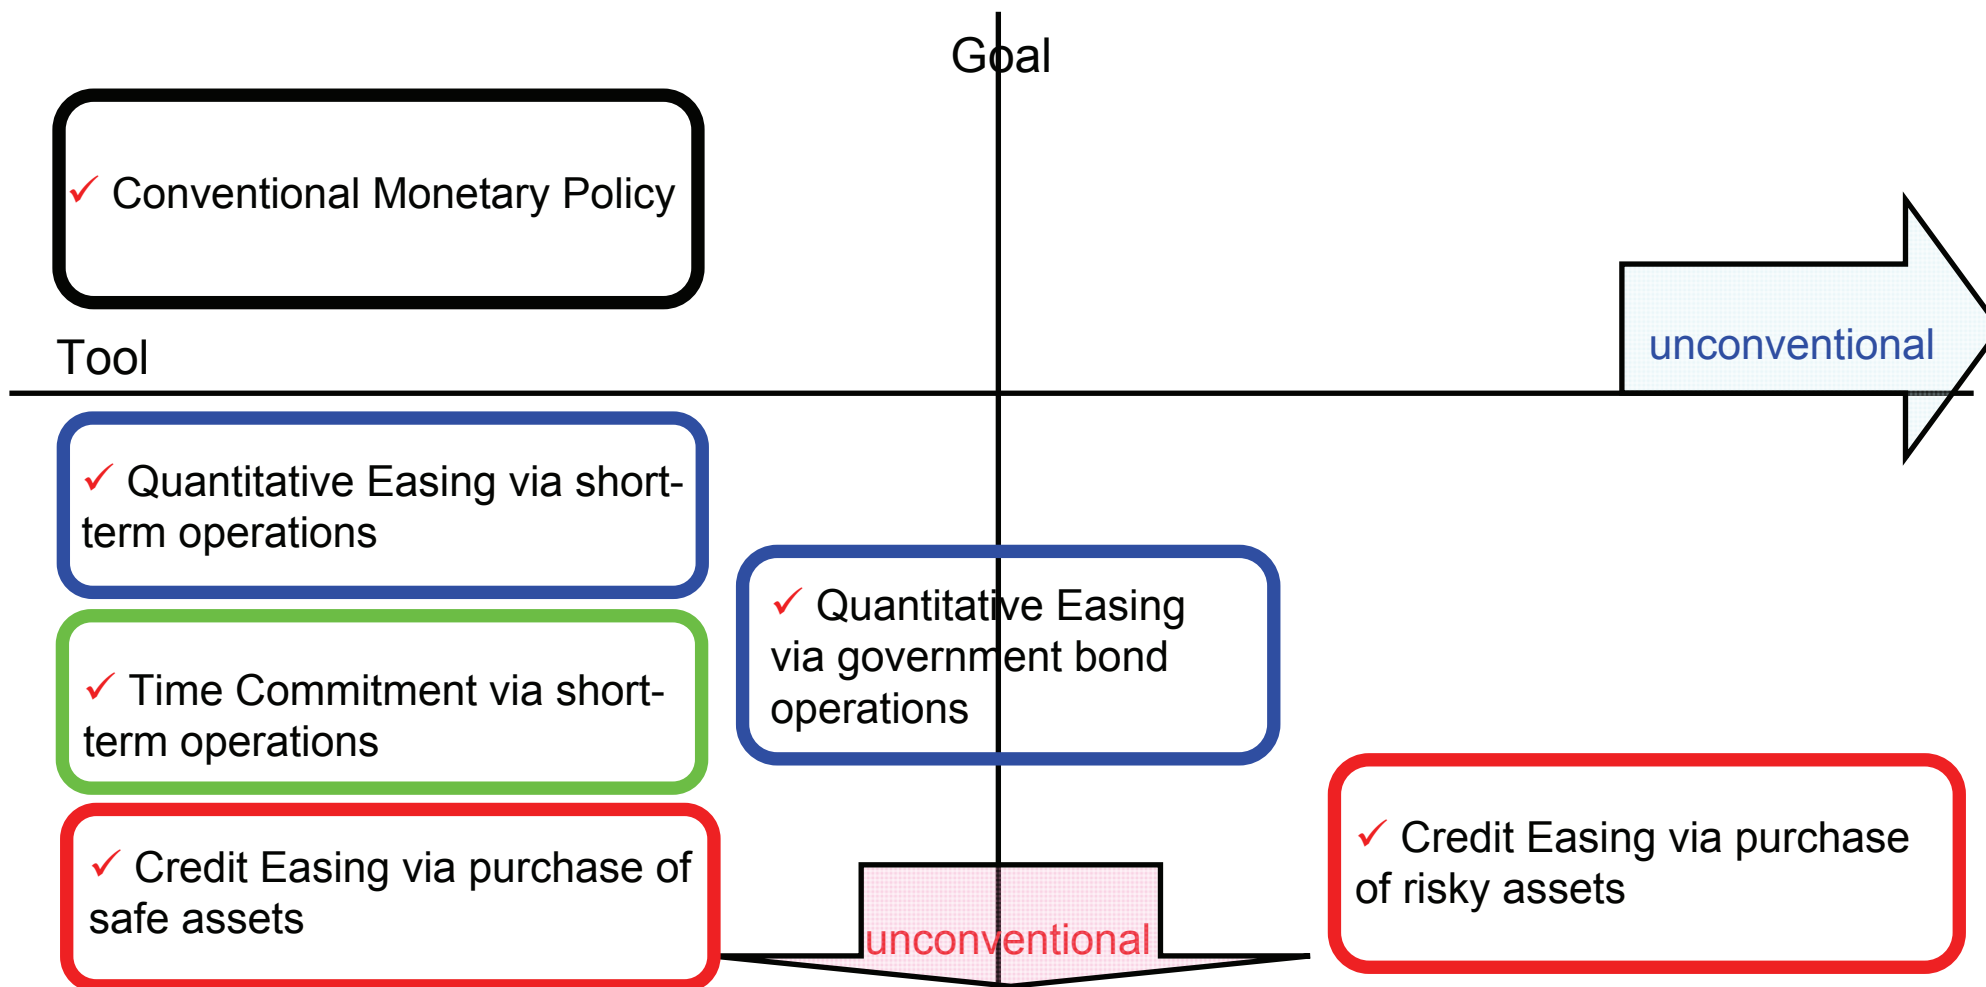 Goal
✓ Conventional Monetary Policy
Tool
unconventional
✓ Quantitative Easing via short-
term operations
✓ Quantitative Easing
via government bond
operations
✓ Time Commitment via short-
term operations
✓ Credit Easing via purchase of
safe assets
✓ Credit Easing via purchase
of risky assets
unconventional